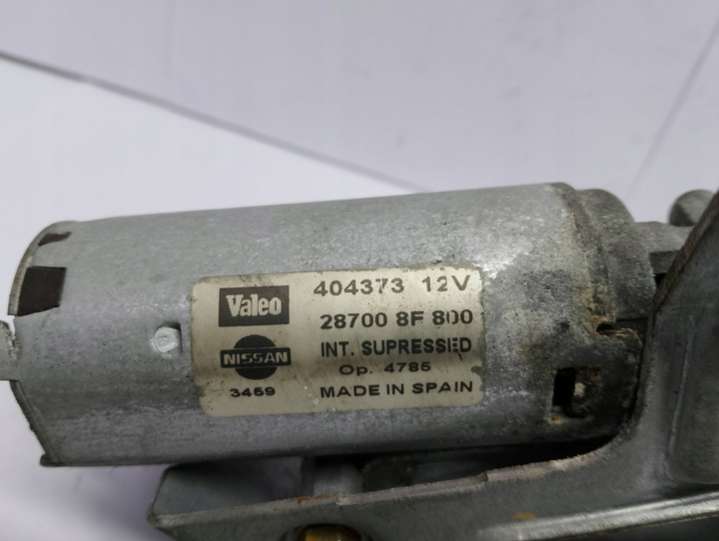 Valeo 404373 12V
28700 8F 800
NISSAN INT. SUPRESSED
Op. 4785
3459 MADE IN SPAIN